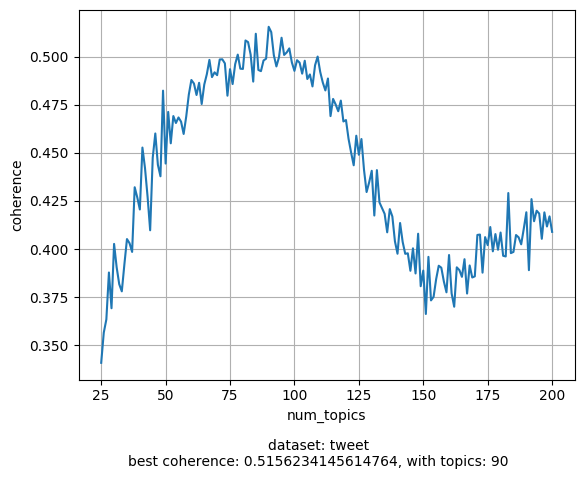 0.500
0.475
0.450
0.425
0.400
0.375
0.350
coherence
25 50 75 100 125 150 175 200
num_topics
dataset: tweet
best coherence: 0.5156234145614764, with topics: 90